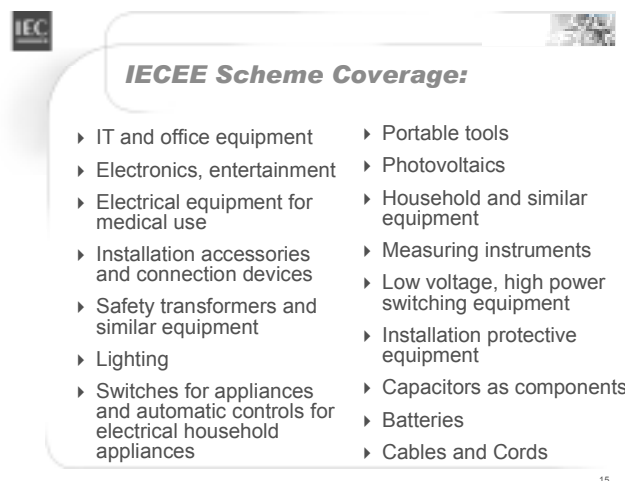 IEC
IECEE Scheme Coverage:
IT and office equipment
Electronics, entertainment
Electrical equipment for
medical use
Installation accessories
and connection devices
Safety transformers and
similar equipment
Lighting
Switches for appliances
and automatic controls for
electrical household
appliances
Portable tools
Photovoltaics
Household and similar
equipment
Measuring instruments
Low voltage, high power
switching equipment
Installation protective
equipment
Capacitors as components
Batteries
Cables and Cords
15